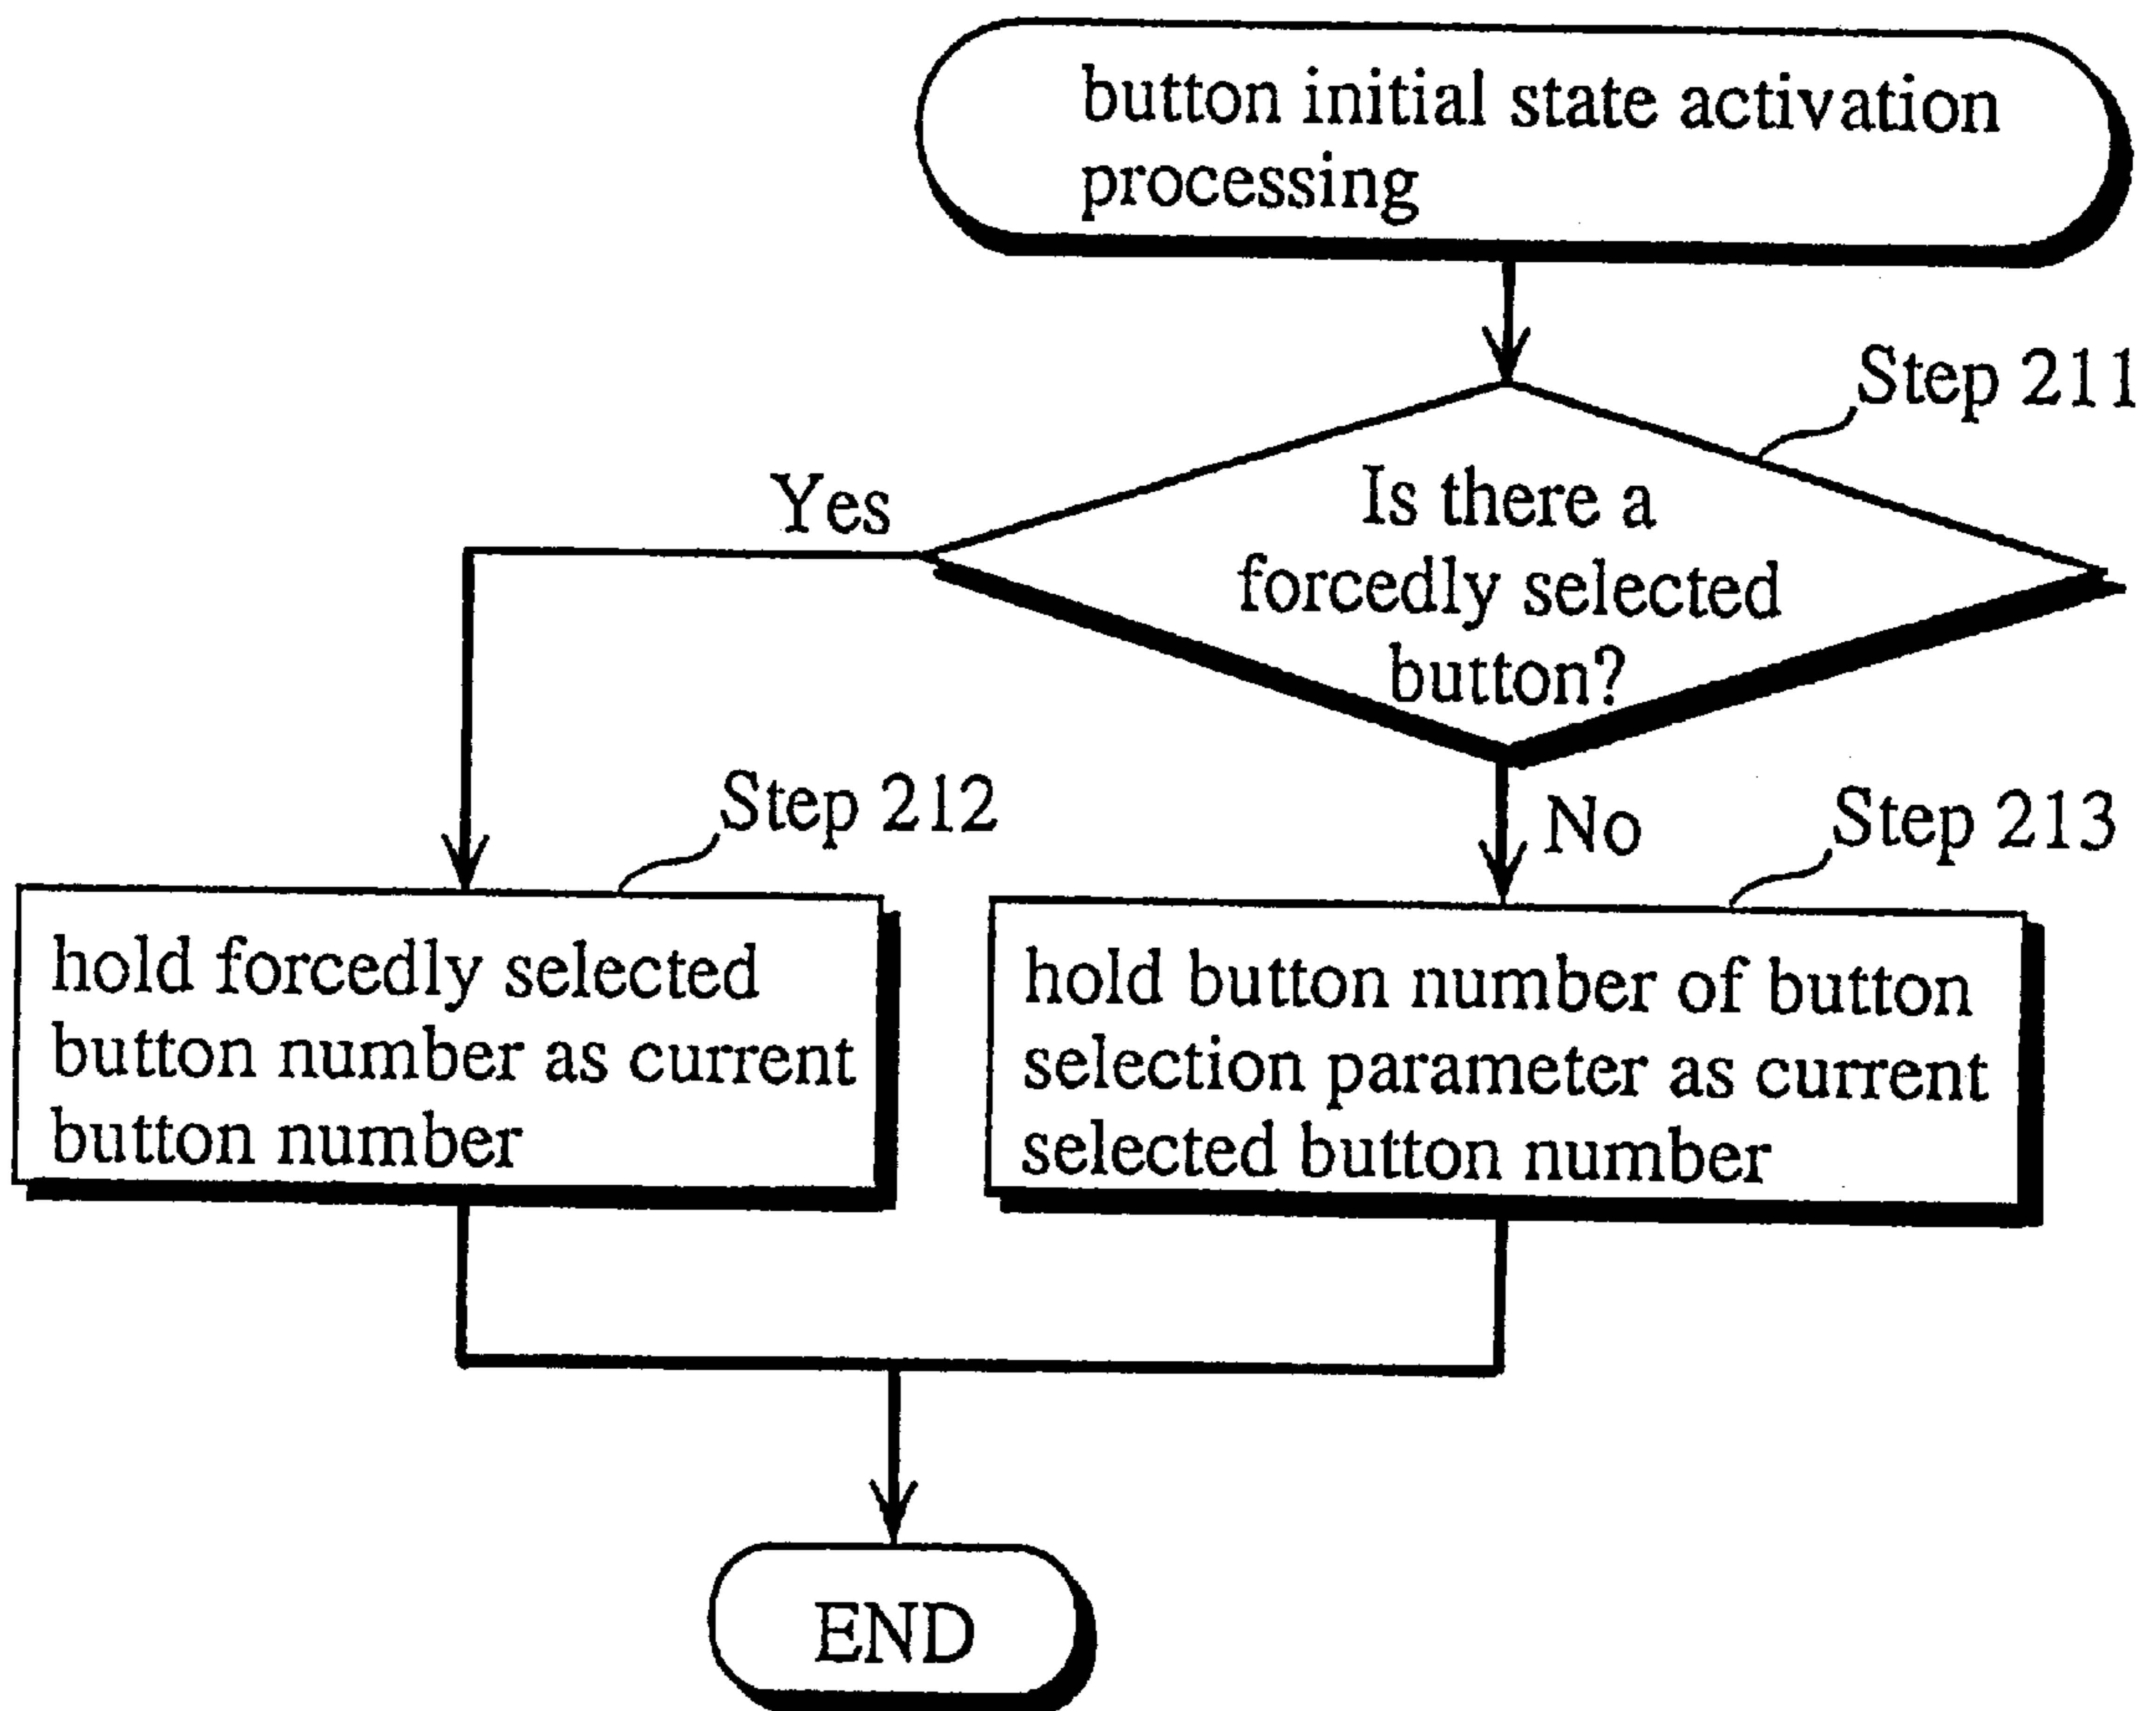 button initial state activation
processing
Step 211
Is there a
forcedly selected
button?
Yes
No
Step 212
hold forcedly selected
button number as current
button number
Step 213
hold button number of button
selection parameter as current
selected button number
END